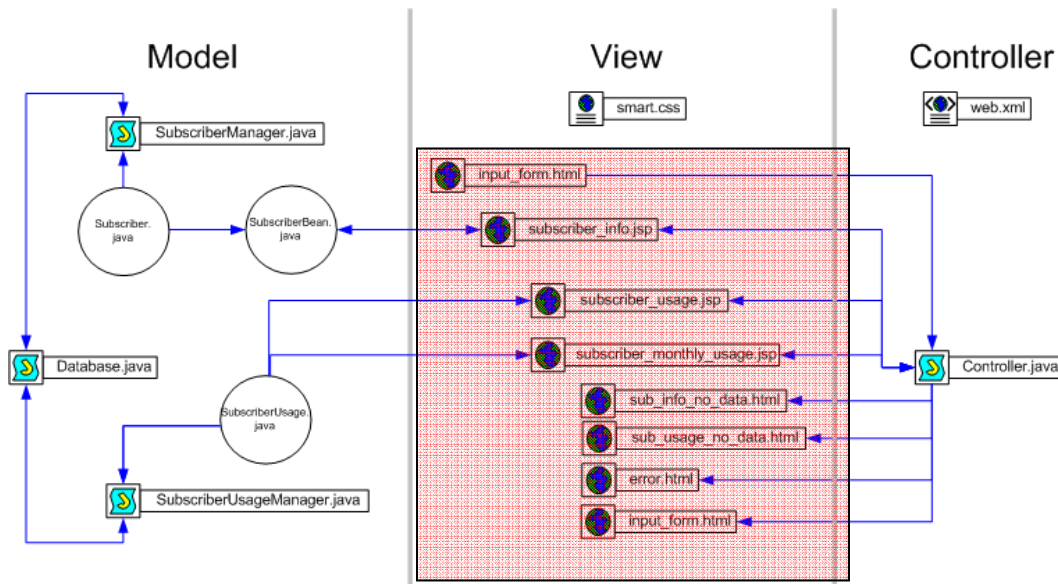 Model
View
Controller
smart.css
web.xml
SubscriberManager.java
input_form.html
Subscriber.
java
SubscriberBean.
java
subscriber_info.jsp
subscriber_usage.jsp
subscriber_monthly_usage.jsp
Database.java
Controller.java
sub_info_no_data.html
SubscriberUsage.
java
sub_usage_no_data.html
error.html
SubscriberUsageManager.java
input_form.html